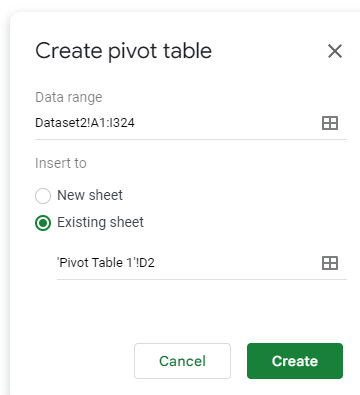 Create pivot table
Data range
Dataset2!A1:I324
Insert to
New sheet
Existing sheet
'Pivot Table 1'!D2
Cancel
Create